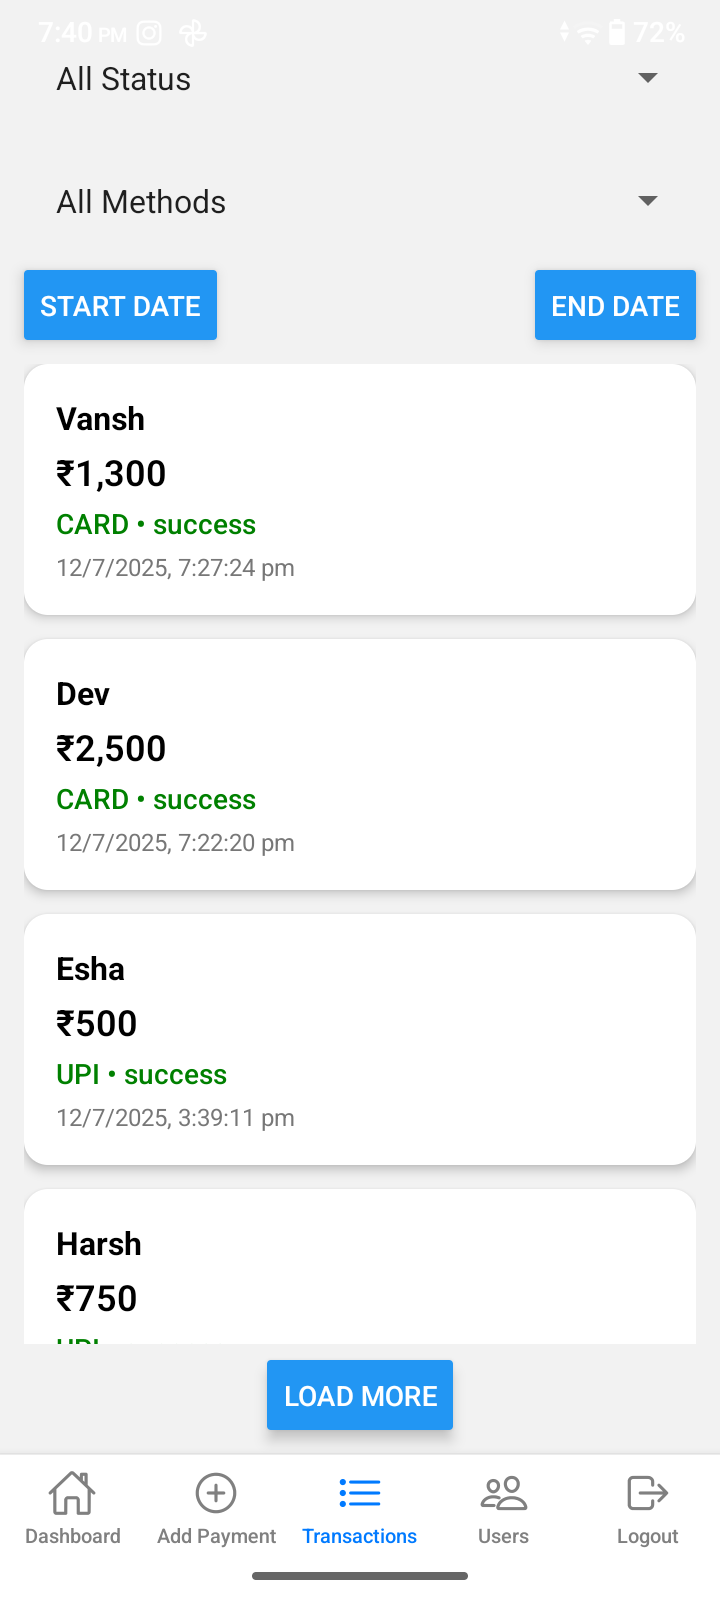 7:40 PM 72%
All Status
All Methods
START DATE END DATE
Vansh
₹1,300
CARD • success
12/7/2025, 7:27:24 pm
Dev
₹2,500
CARD • success
12/7/2025, 7:22:20 pm
Esha
₹500
UPI • success
12/7/2025, 3:39:11 pm
Harsh
₹750
LOAD MORE
Dashboard Add Payment Transactions Users Logout